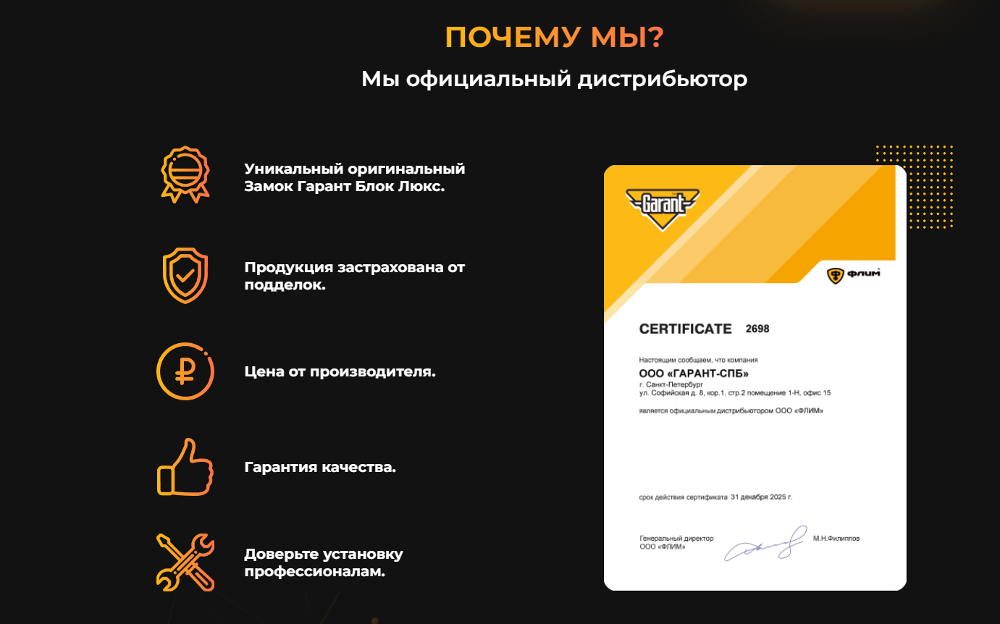 ПОЧЕМУ МЫ?
Мы официальный дистрибьютор
Уникальный оригинальный
Замок Гарант Блок Люкс.
Продукция застрахована от
подделок.
Цена от производителя.
Гарантия качества.
Доверьте установку
профессионалам.
Garant
ФЛИМ
CERTIFICATE 2698
Настоящим сообщаем, что компания
ООО «ГАРАНТ-СПБ»
г. Санкт-Петербург
ул. Софийская д. 8, кор.1, стр.2 помещение 1-Н, офис 15
является официальным дистрибьютором ООО «ФЛИМ»
срок действия сертификата 31 декабря 2025 г.
Генеральный директор
ООО «ФЛИМ»
М.Н.Филиппов